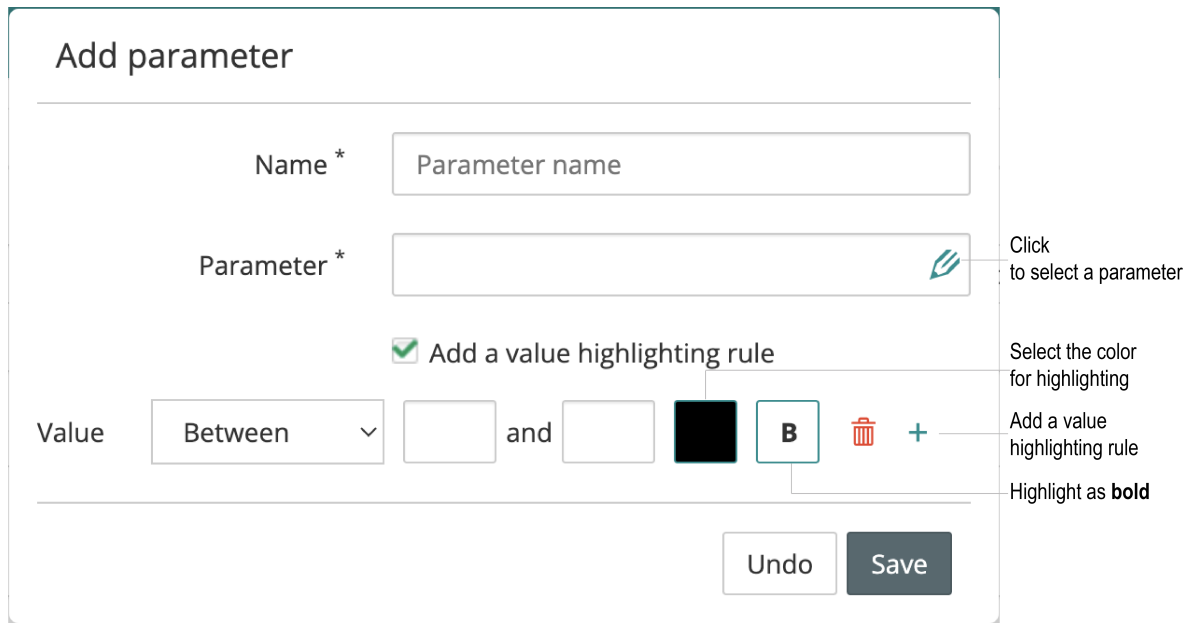 Add parameter
Name *
Parameter name
Parameter *
Click
to select a parameter
Add a value highlighting rule
Select the color
for highlighting
Value Between and B +
Add a value
highlighting rule
Highlight as bold
Undo Save